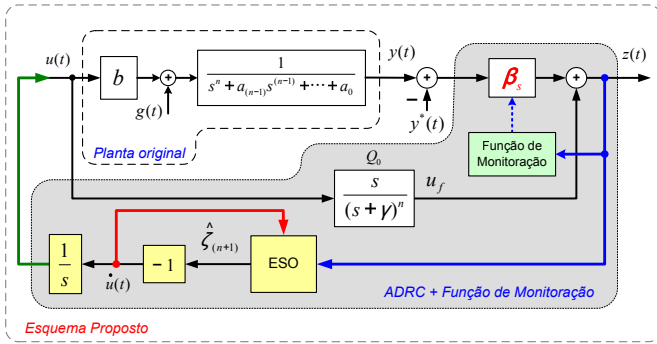 u(t)
b
g(t)
1
s^n + a_(n−1) s^(n−1) + ⋯ + a_0
y(t)
−
y*(t)
β_s
z(t)
Planta original
Função de
Monitoração
Q_0
s
(s + γ)^n
u_f
1
s
u̇(t)
− 1
ζ̂_(n+1)
ESO
ADRC + Função de Monitoração
Esquema Proposto